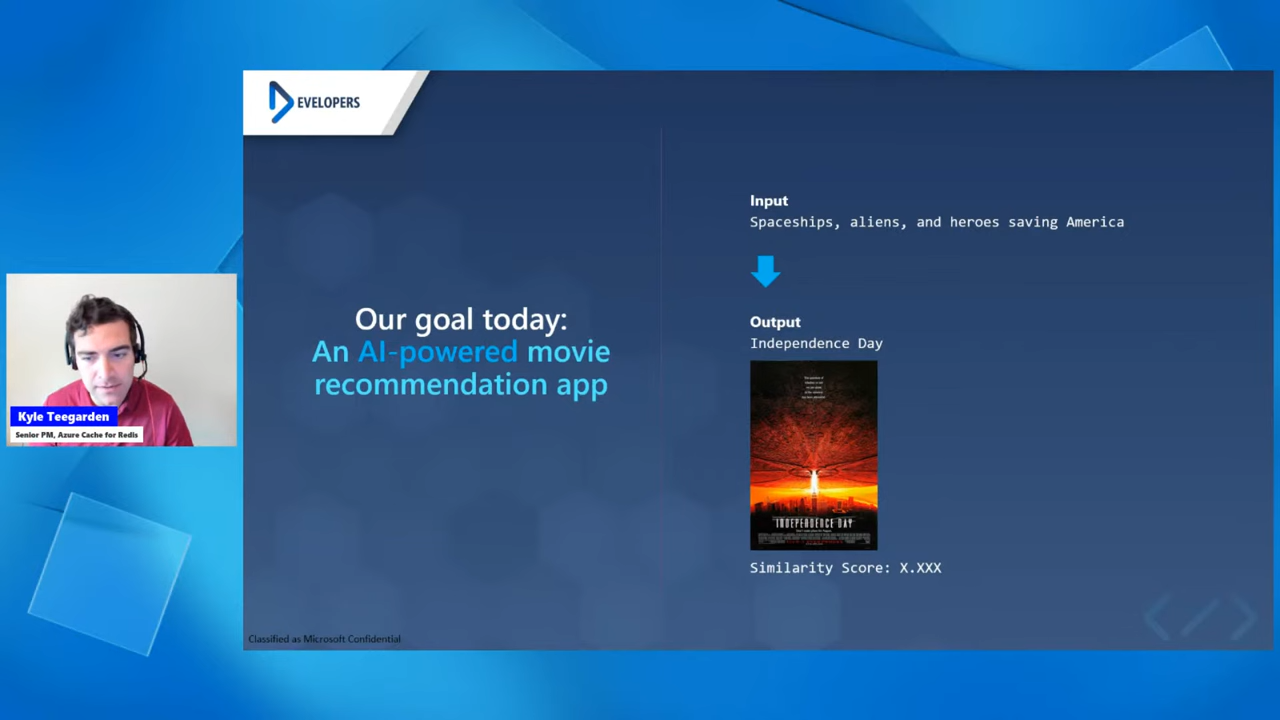 EVELOPERS
Input
Spaceships, aliens, and heroes saving America
Our goal today:
An AI-powered movie
recommendation app
Output
Independence Day
INDEPENDENCE DAY
Similarity Score: X.XXX
Kyle Teegarden
Senior PM, Azure Cache for Redis
Classified as Microsoft Confidential